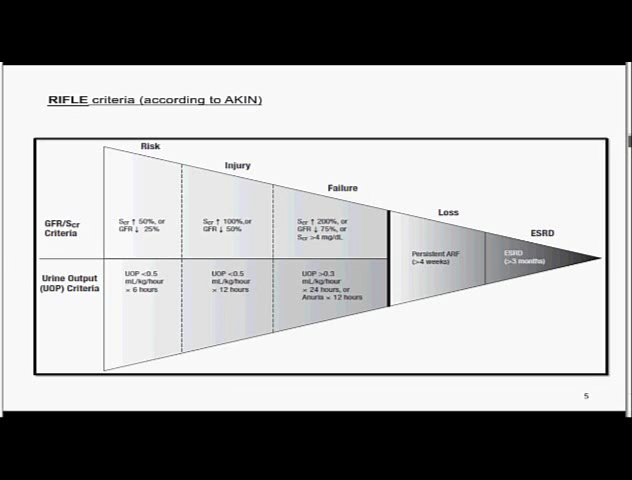 RIFLE criteria (according to AKIN)
Risk
Injury
Failure
Loss
ESRD
GFR/Scr
Criteria
Scr ↑ 50%, or
GFR ↓ 25%
Scr ↑ 100%, or
GFR ↓ 50%
Scr ↑ 200%, or
GFR ↓ 75%, or
Scr >4 mg/dL
Persistent ARF
(>4 weeks)
ESRD
(>3 months)
Urine Output
(UOP) Criteria
UOP <0.5
mL/kg/hour
× 6 hours
UOP <0.5
mL/kg/hour
× 12 hours
UOP >0.3
mL/kg/hour
× 24 hours, or
Anuria × 12 hours
5